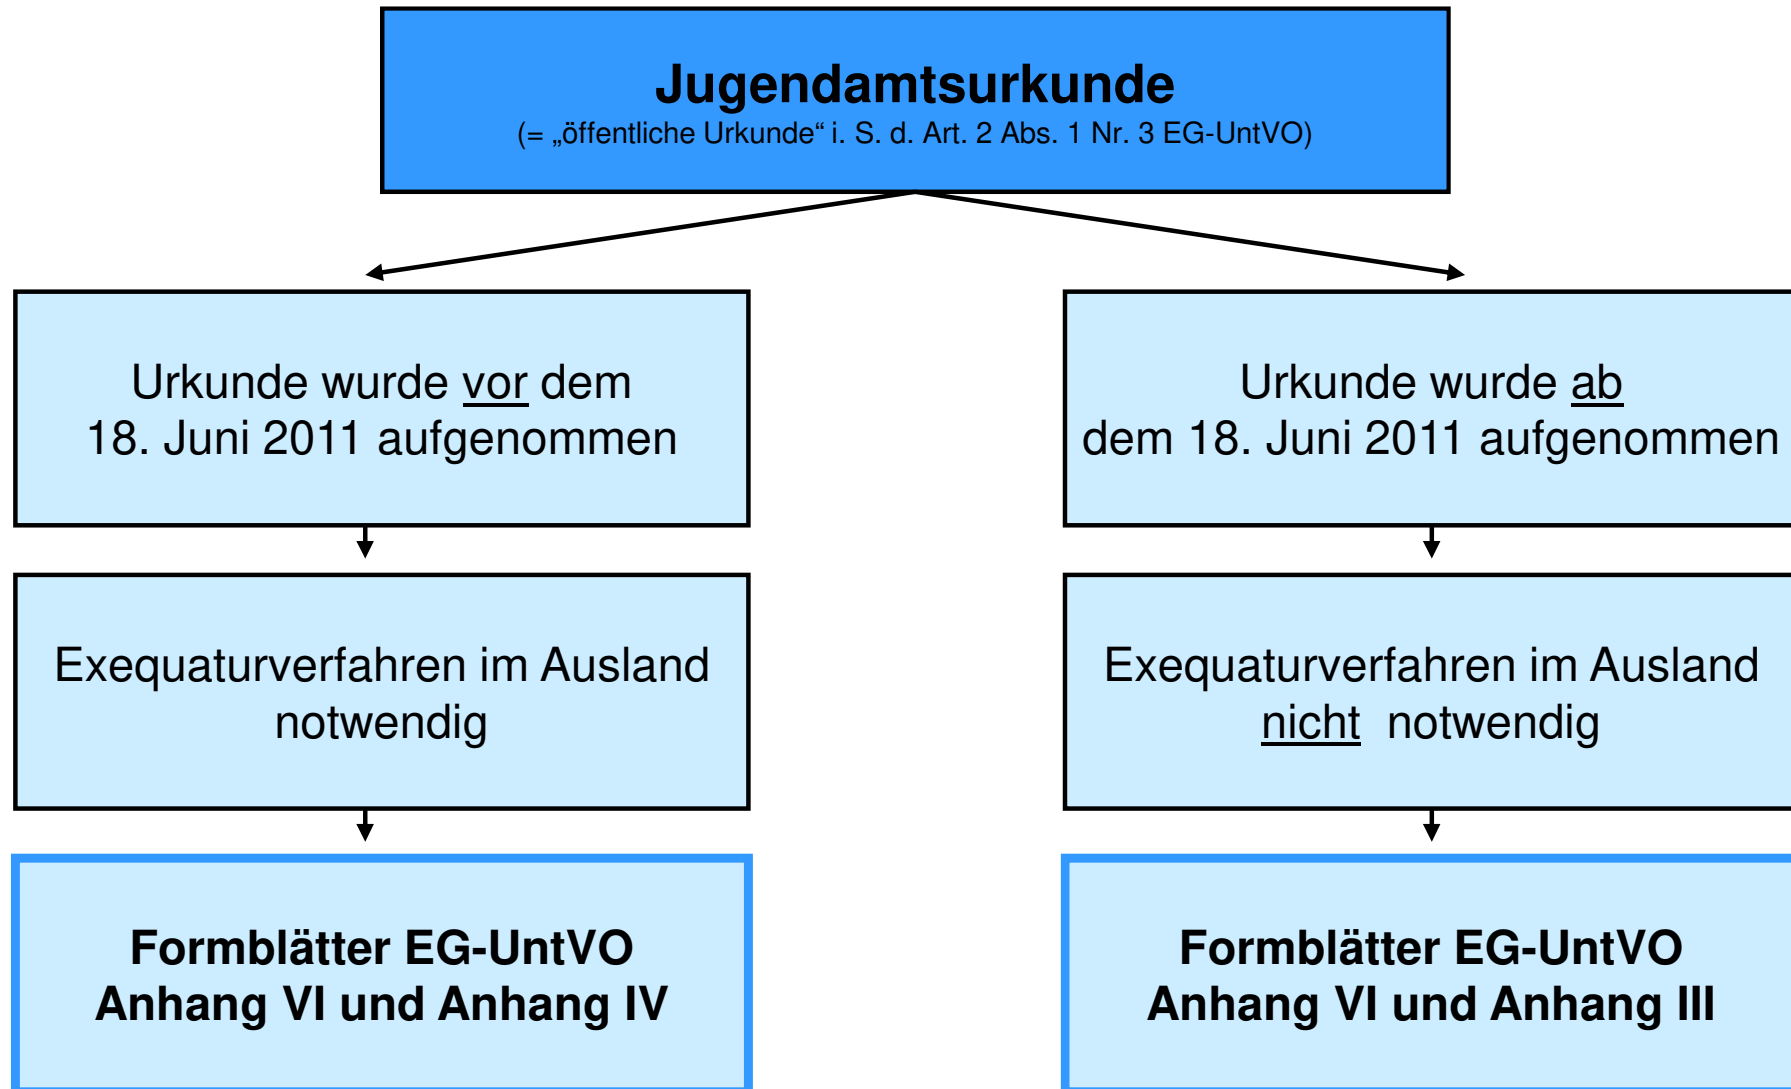 Jugendamtsurkunde
(= „öffentliche Urkunde“ i. S. d. Art. 2 Abs. 1 Nr. 3 EG-UntVO)
Urkunde wurde vor dem
18. Juni 2011 aufgenommen
Urkunde wurde ab
dem 18. Juni 2011 aufgenommen
Exequaturverfahren im Ausland
notwendig
Exequaturverfahren im Ausland
nicht notwendig
Formblätter EG-UntVO
Anhang VI und Anhang IV
Formblätter EG-UntVO
Anhang VI und Anhang III